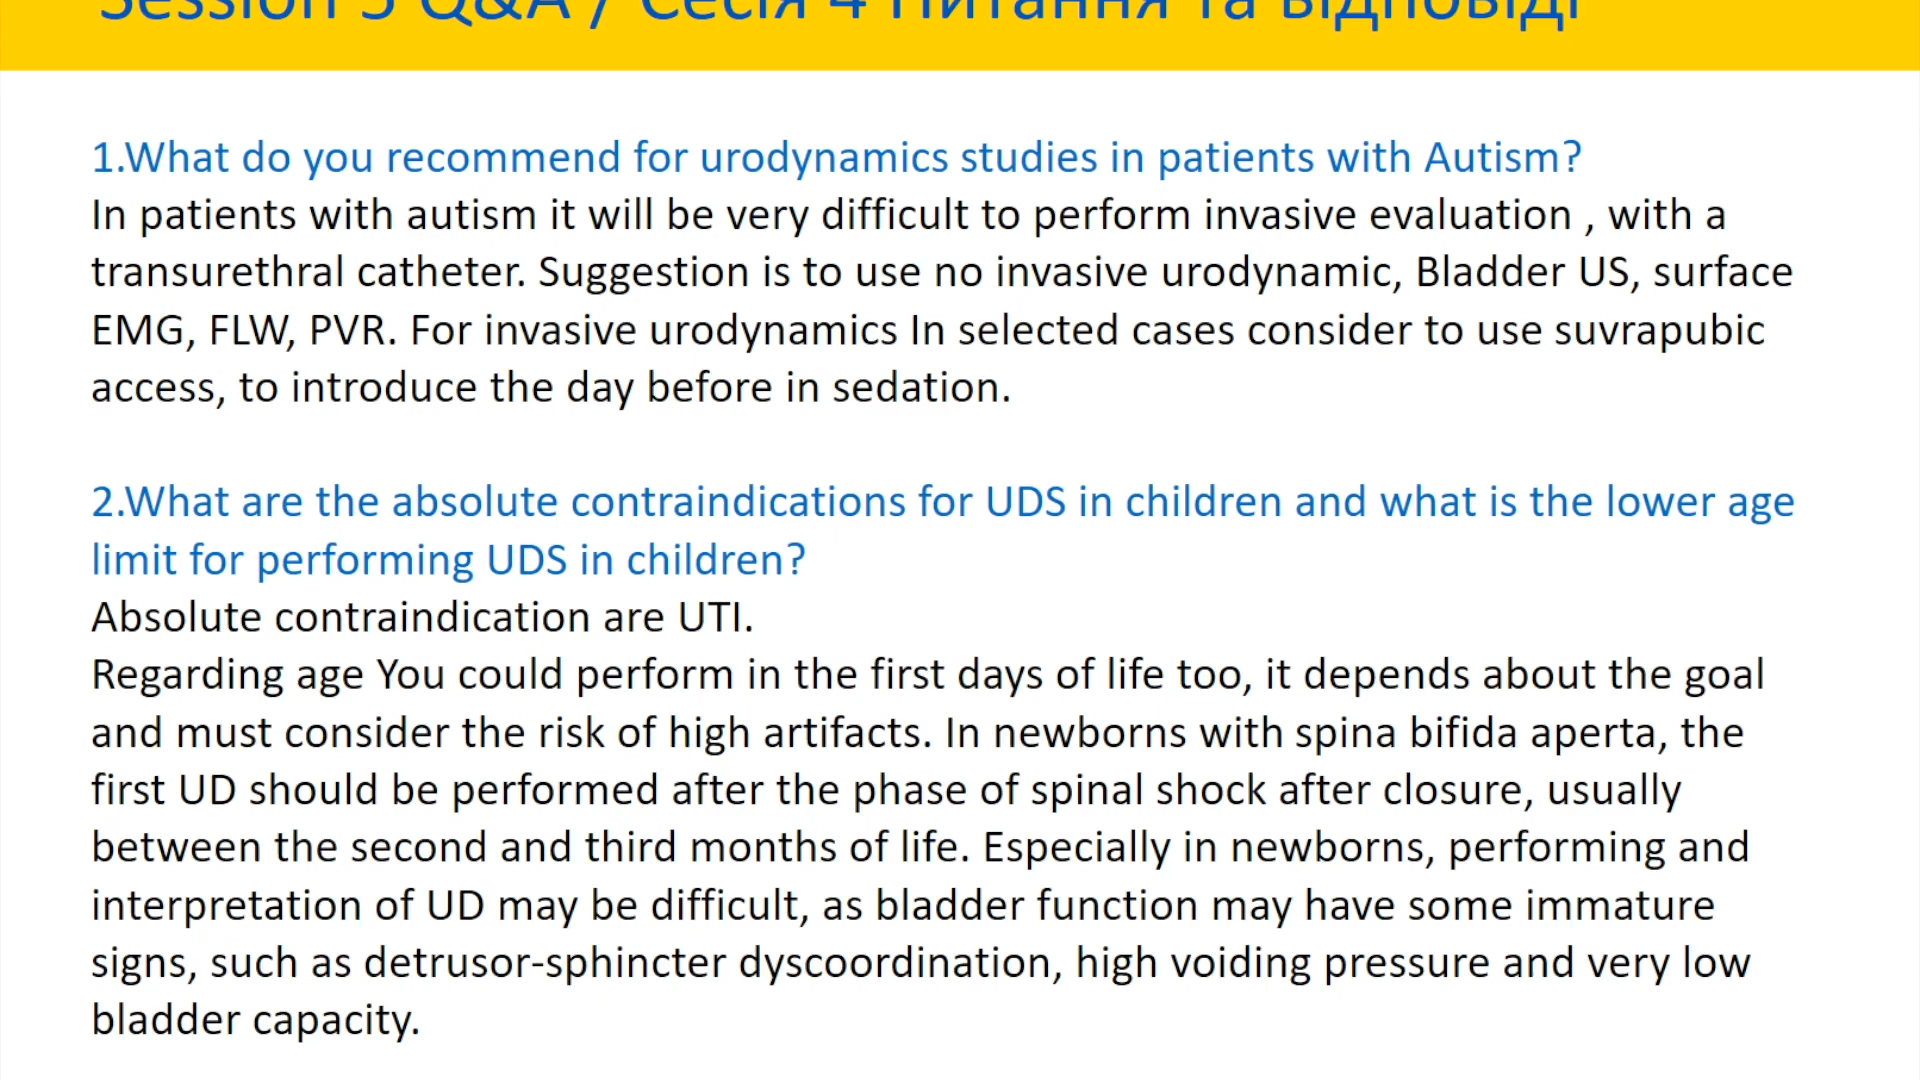 Session 5 Q&A / Сесія 4 Питання та відповіді
1.What do you recommend for urodynamics studies in patients with Autism?
In patients with autism it will be very difficult to perform invasive evaluation , with a
transurethral catheter. Suggestion is to use no invasive urodynamic, Bladder US, surface
EMG, FLW, PVR. For invasive urodynamics In selected cases consider to use suvrapubic
access, to introduce the day before in sedation.
2.What are the absolute contraindications for UDS in children and what is the lower age
limit for performing UDS in children?
Absolute contraindication are UTI.
Regarding age You could perform in the first days of life too, it depends about the goal
and must consider the risk of high artifacts. In newborns with spina bifida aperta, the
first UD should be performed after the phase of spinal shock after closure, usually
between the second and third months of life. Especially in newborns, performing and
interpretation of UD may be difficult, as bladder function may have some immature
signs, such as detrusor-sphincter dyscoordination, high voiding pressure and very low
bladder capacity.